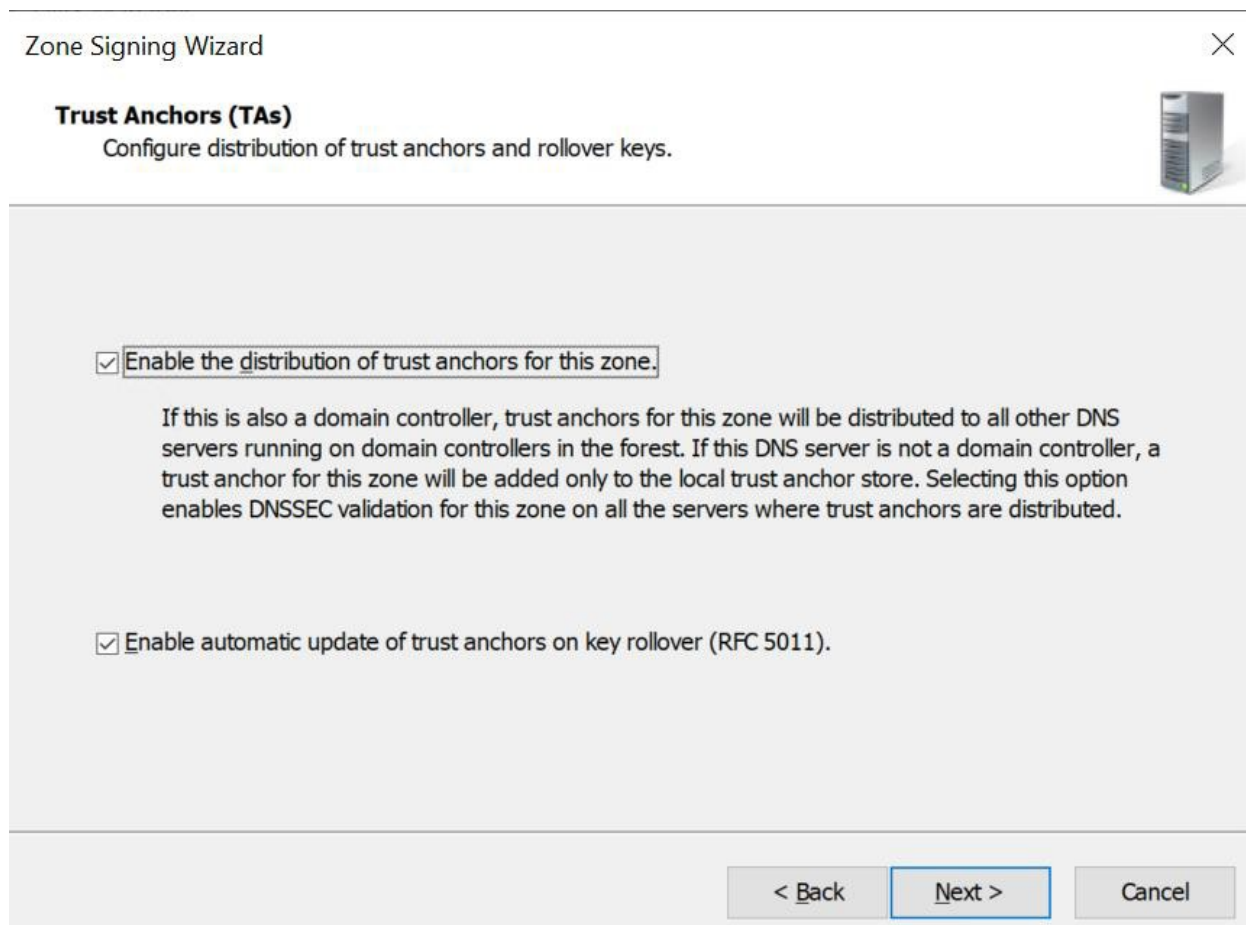 Zone Signing Wizard
Trust Anchors (TAs)
Configure distribution of trust anchors and rollover keys.
Enable the distribution of trust anchors for this zone.
If this is also a domain controller, trust anchors for this zone will be distributed to all other DNS
servers running on domain controllers in the forest. If this DNS server is not a domain controller, a
trust anchor for this zone will be added only to the local trust anchor store. Selecting this option
enables DNSSEC validation for this zone on all the servers where trust anchors are distributed.
Enable automatic update of trust anchors on key rollover (RFC 5011).
< Back Next > Cancel